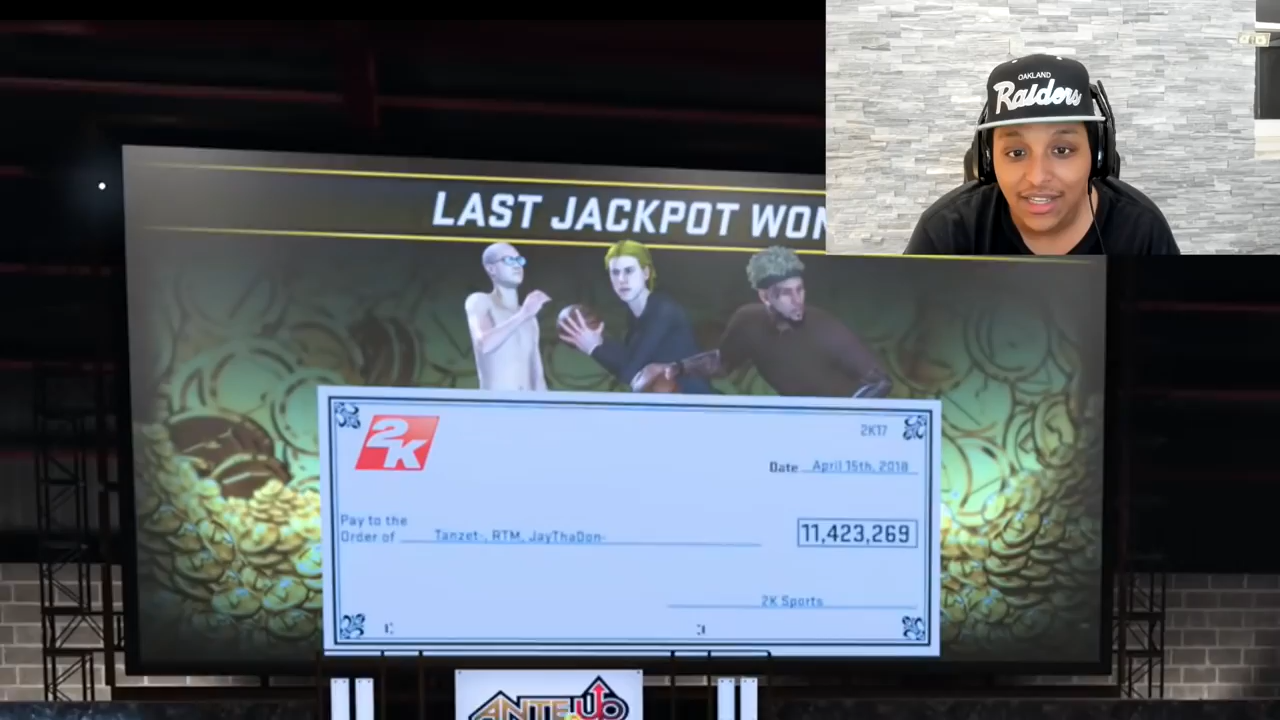 OAKLAND
Raiders
LAST JACKPOT WON
2K
2K17
Date April 15th, 2018
Pay to the
Order of Tanzet-, RTM, JayThaDon-
11,423,269
2K Sports
ANTE UP